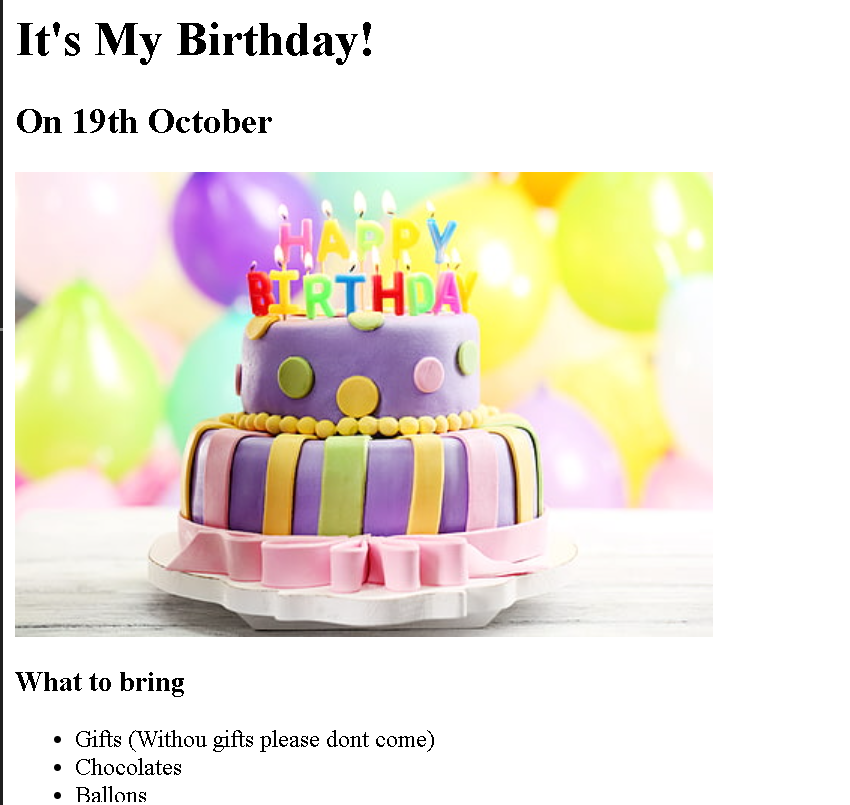 It's My Birthday!
On 19th October
HAPPY
BIRTHDAY
What to bring
Gifts (Withou gifts please dont come)
Chocolates
Ballons